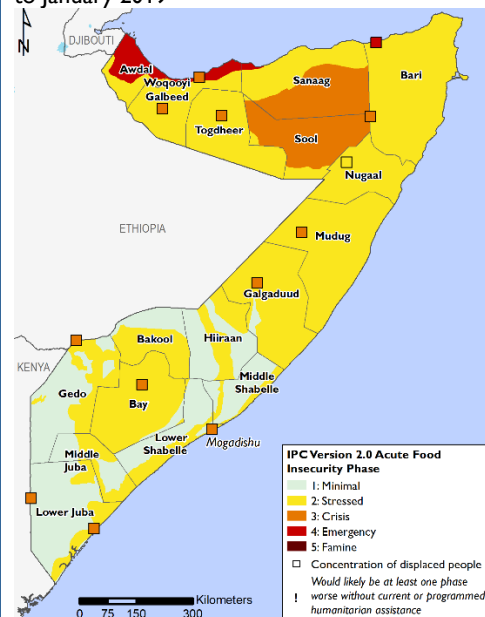 to January 2019
N
DJIBOUTI
Awdal
Woqooyi
Galbeed
Sanaag
Bari
Togdheer
Sool
Nugaal
ETHIOPIA
Mudug
Galgaduud
Bakool
Hiiraan
KENYA
Gedo
Bay
Middle
Shabelle
Lower
Shabelle
Mogadishu
Middle
Juba
Lower Juba
IPC Version 2.0 Acute Food
Insecurity Phase
1: Minimal
2: Stressed
3: Crisis
4: Emergency
5: Famine
Concentration of displaced people
! Would likely be at least one phase
worse without current or programmed
humanitarian assistance
Kilometers
0 75 150 300